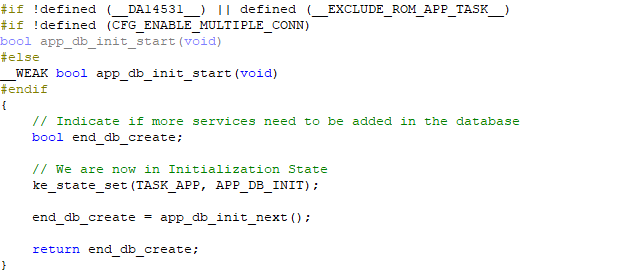 #if !defined (__DA14531__) || defined (__EXCLUDE_ROM_APP_TASK__)
#if !defined (CFG_ENABLE_MULTIPLE_CONN)
bool app_db_init_start(void)
#else
__WEAK bool app_db_init_start(void)
#endif
{
    // Indicate if more services need to be added in the database
    bool end_db_create;

    // We are now in Initialization State
    ke_state_set(TASK_APP, APP_DB_INIT);

    end_db_create = app_db_init_next();

    return end_db_create;
}